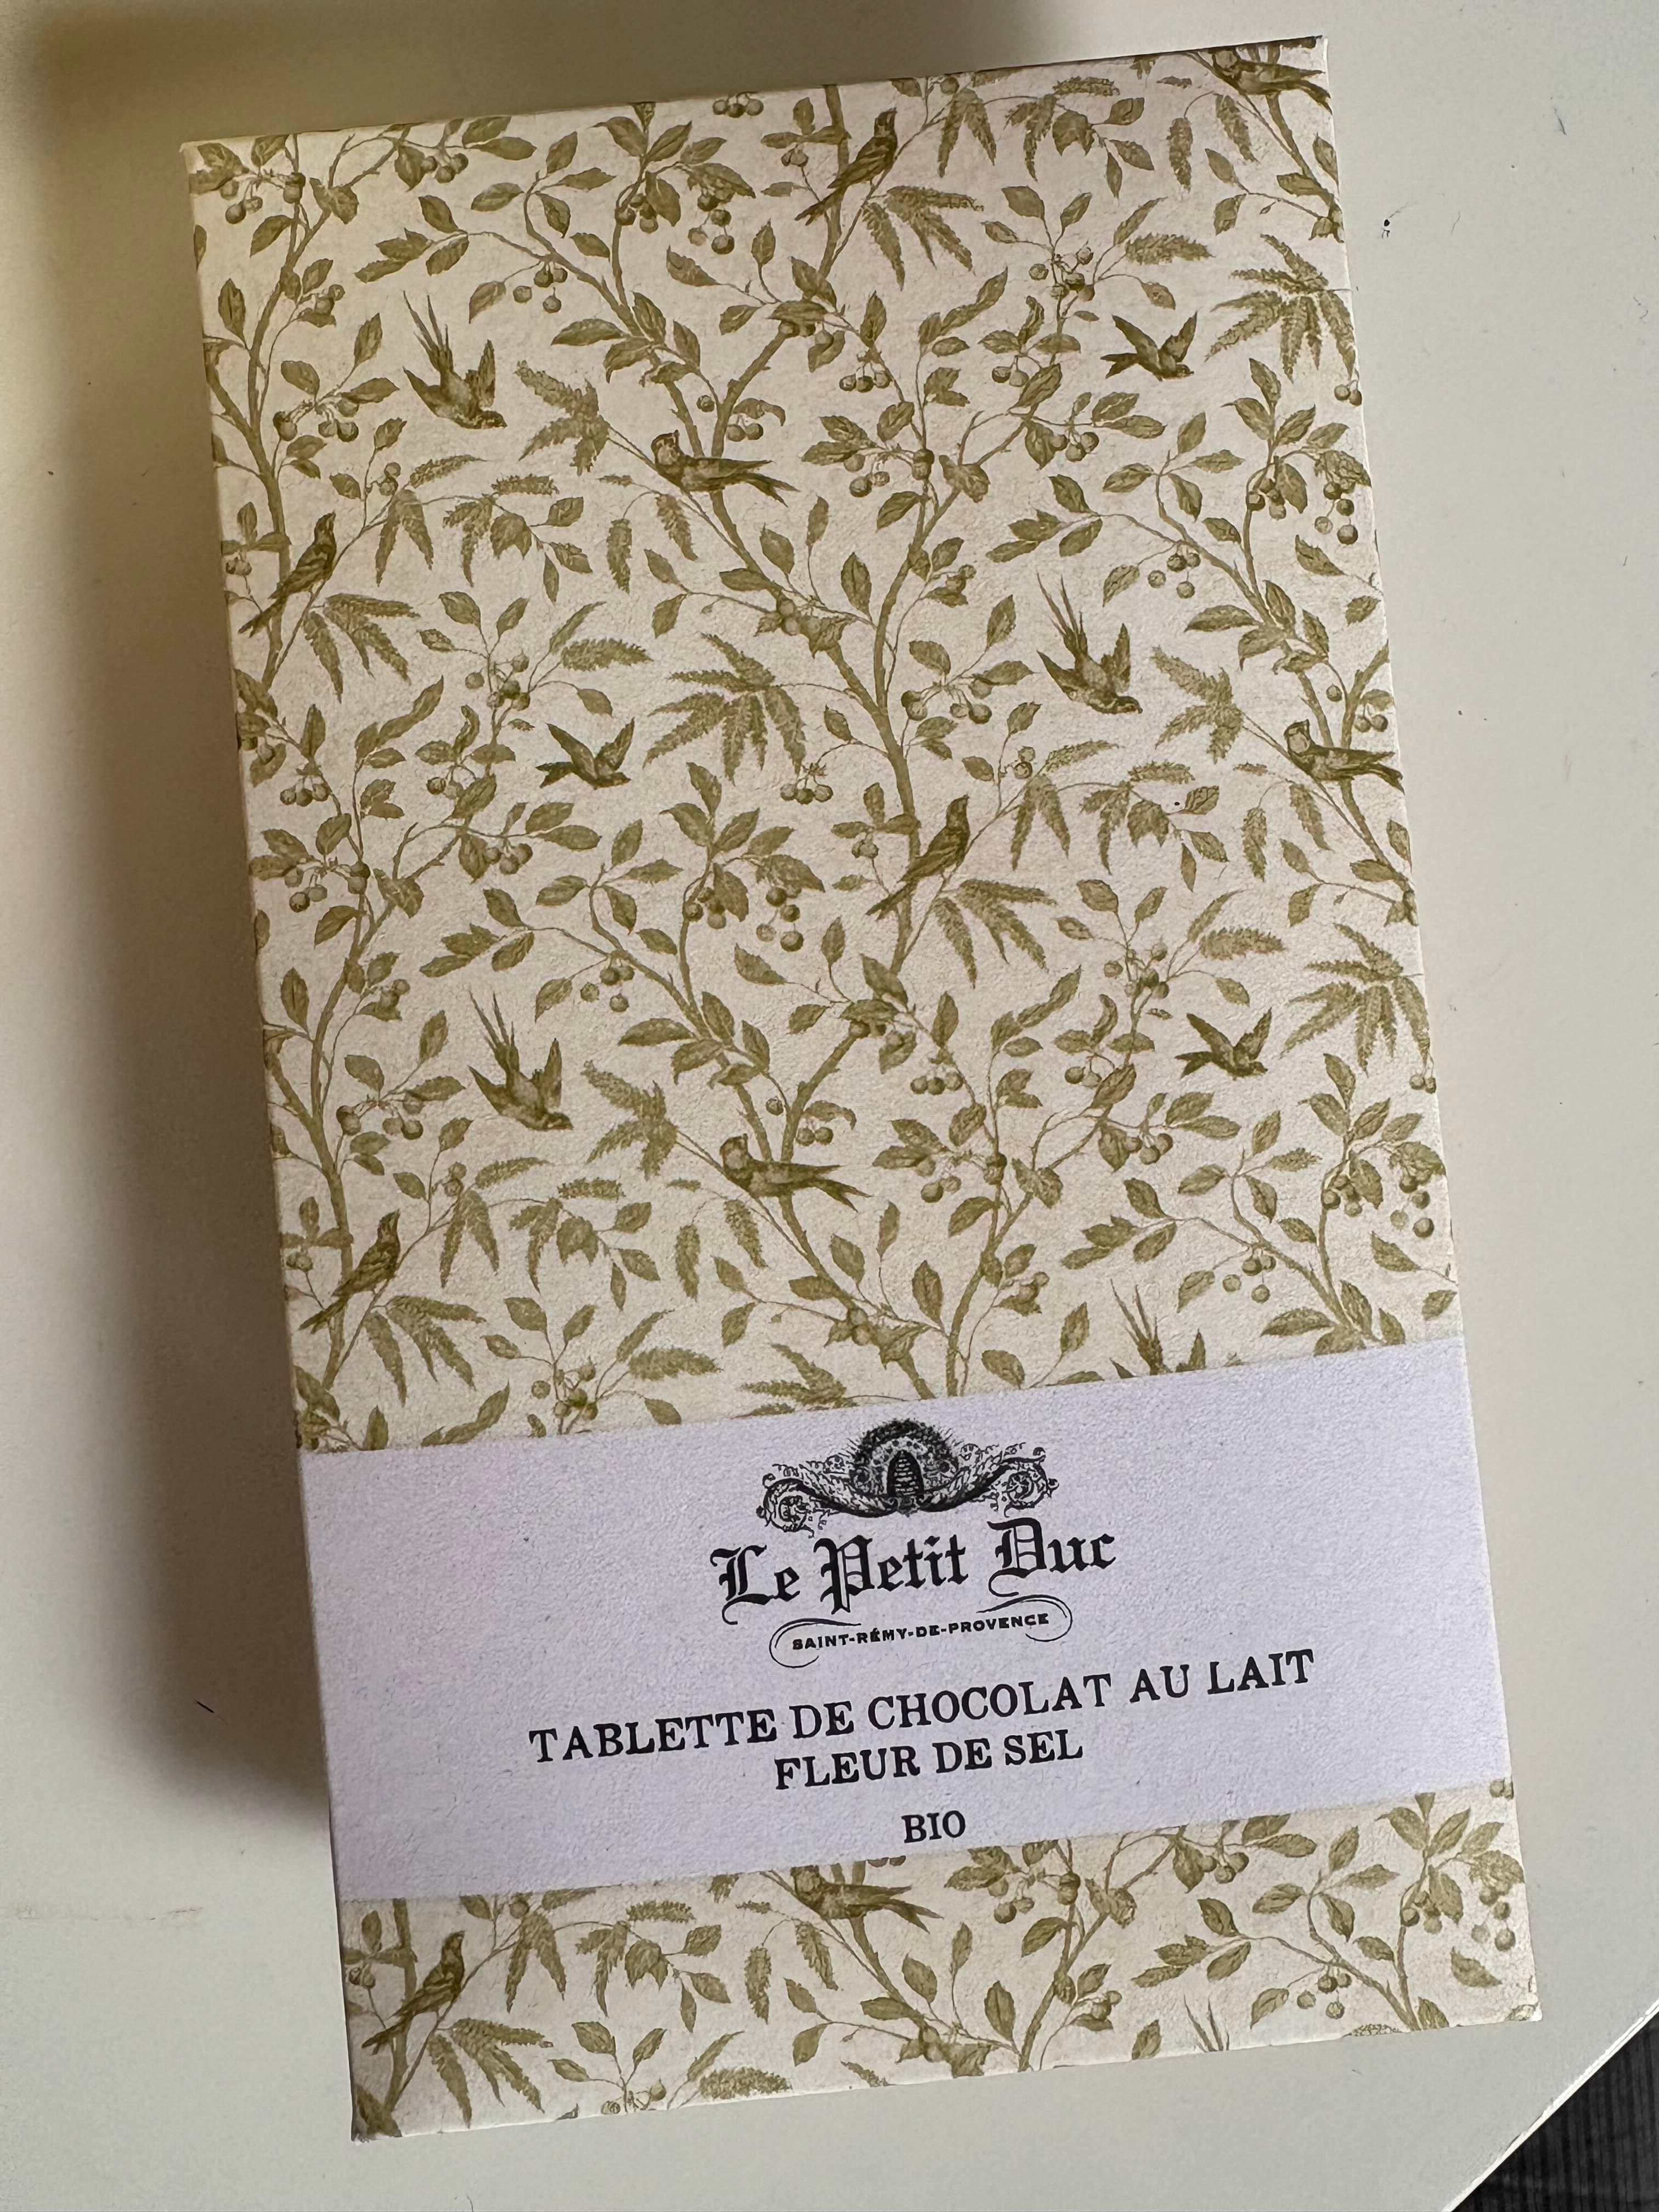 Le Petit Duc
SAINT-RÉMY-DE-PROVENCE
TABLETTE DE CHOCOLAT AU LAIT
FLEUR DE SEL
BIO